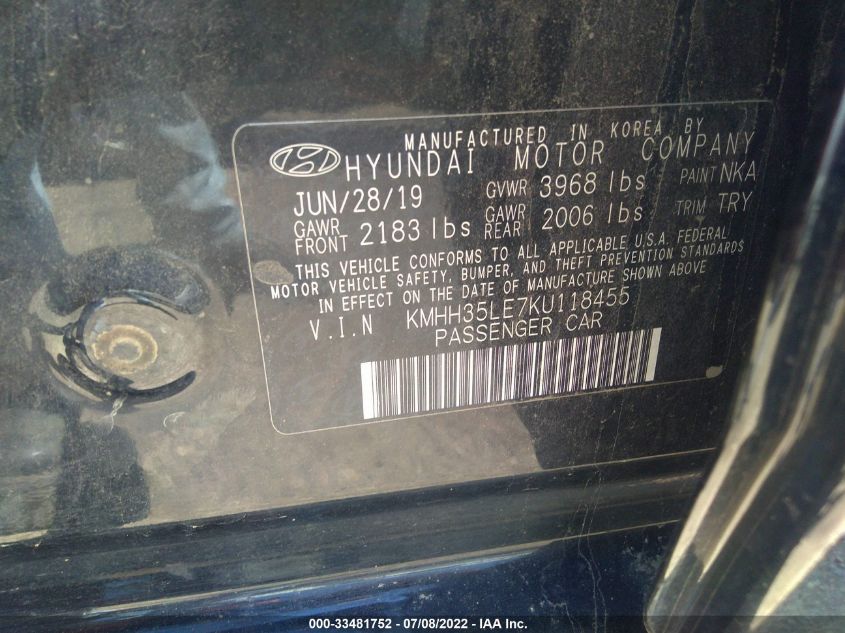 MANUFACTURED IN KOREA BY
HYUNDAI MOTOR COMPANY
JUN/28/19 GVWR 3968 lbs PAINT NKA
GAWR FRONT 2183 lbs GAWR REAR 2006 lbs TRIM TRY
THIS VEHICLE CONFORMS TO ALL APPLICABLE U.S.A. FEDERAL
MOTOR VEHICLE SAFETY, BUMPER, AND THEFT PREVENTION STANDARDS
IN EFFECT ON THE DATE OF MANUFACTURE SHOWN ABOVE
V.I.N KMHH35LE7KU118455
PASSENGER CAR
000-33481752 - 07/08/2022 - IAA Inc.